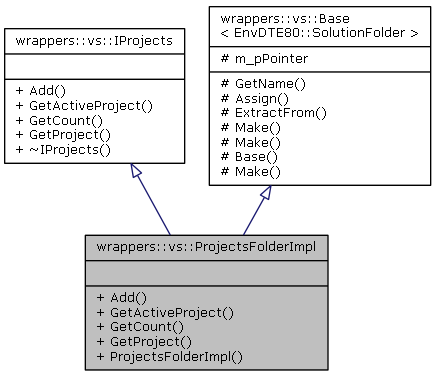 wrappers::vs::IProjects
+ Add()
+ GetActiveProject()
+ GetCount()
+ GetProject()
+ ~IProjects()
wrappers::vs::Base
< EnvDTE80::SolutionFolder >
# m_pPointer
# GetName()
# Assign()
# ExtractFrom()
# Make()
# Make()
# Base()
# Make()
wrappers::vs::ProjectsFolderImpl
+ Add()
+ GetActiveProject()
+ GetCount()
+ GetProject()
+ ProjectsFolderImpl()